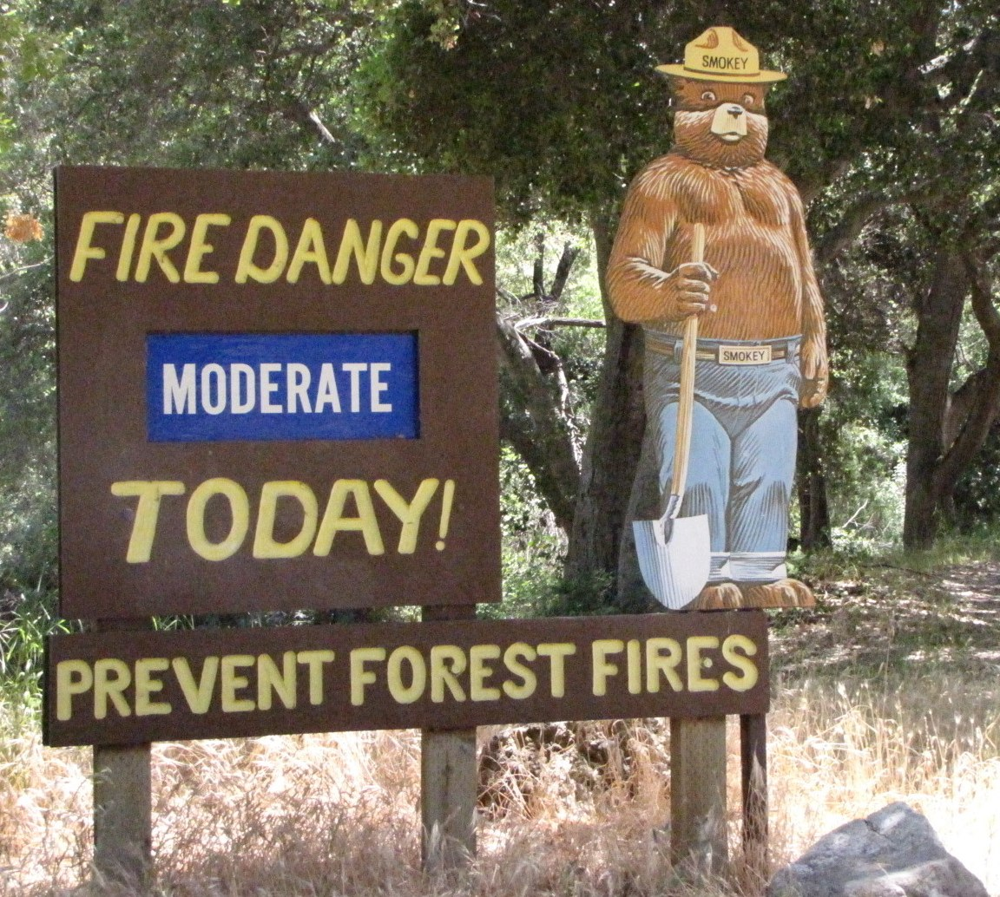 SMOKEY
FIRE DANGER
MODERATE
SMOKEY
TODAY!
PREVENT FOREST FIRES